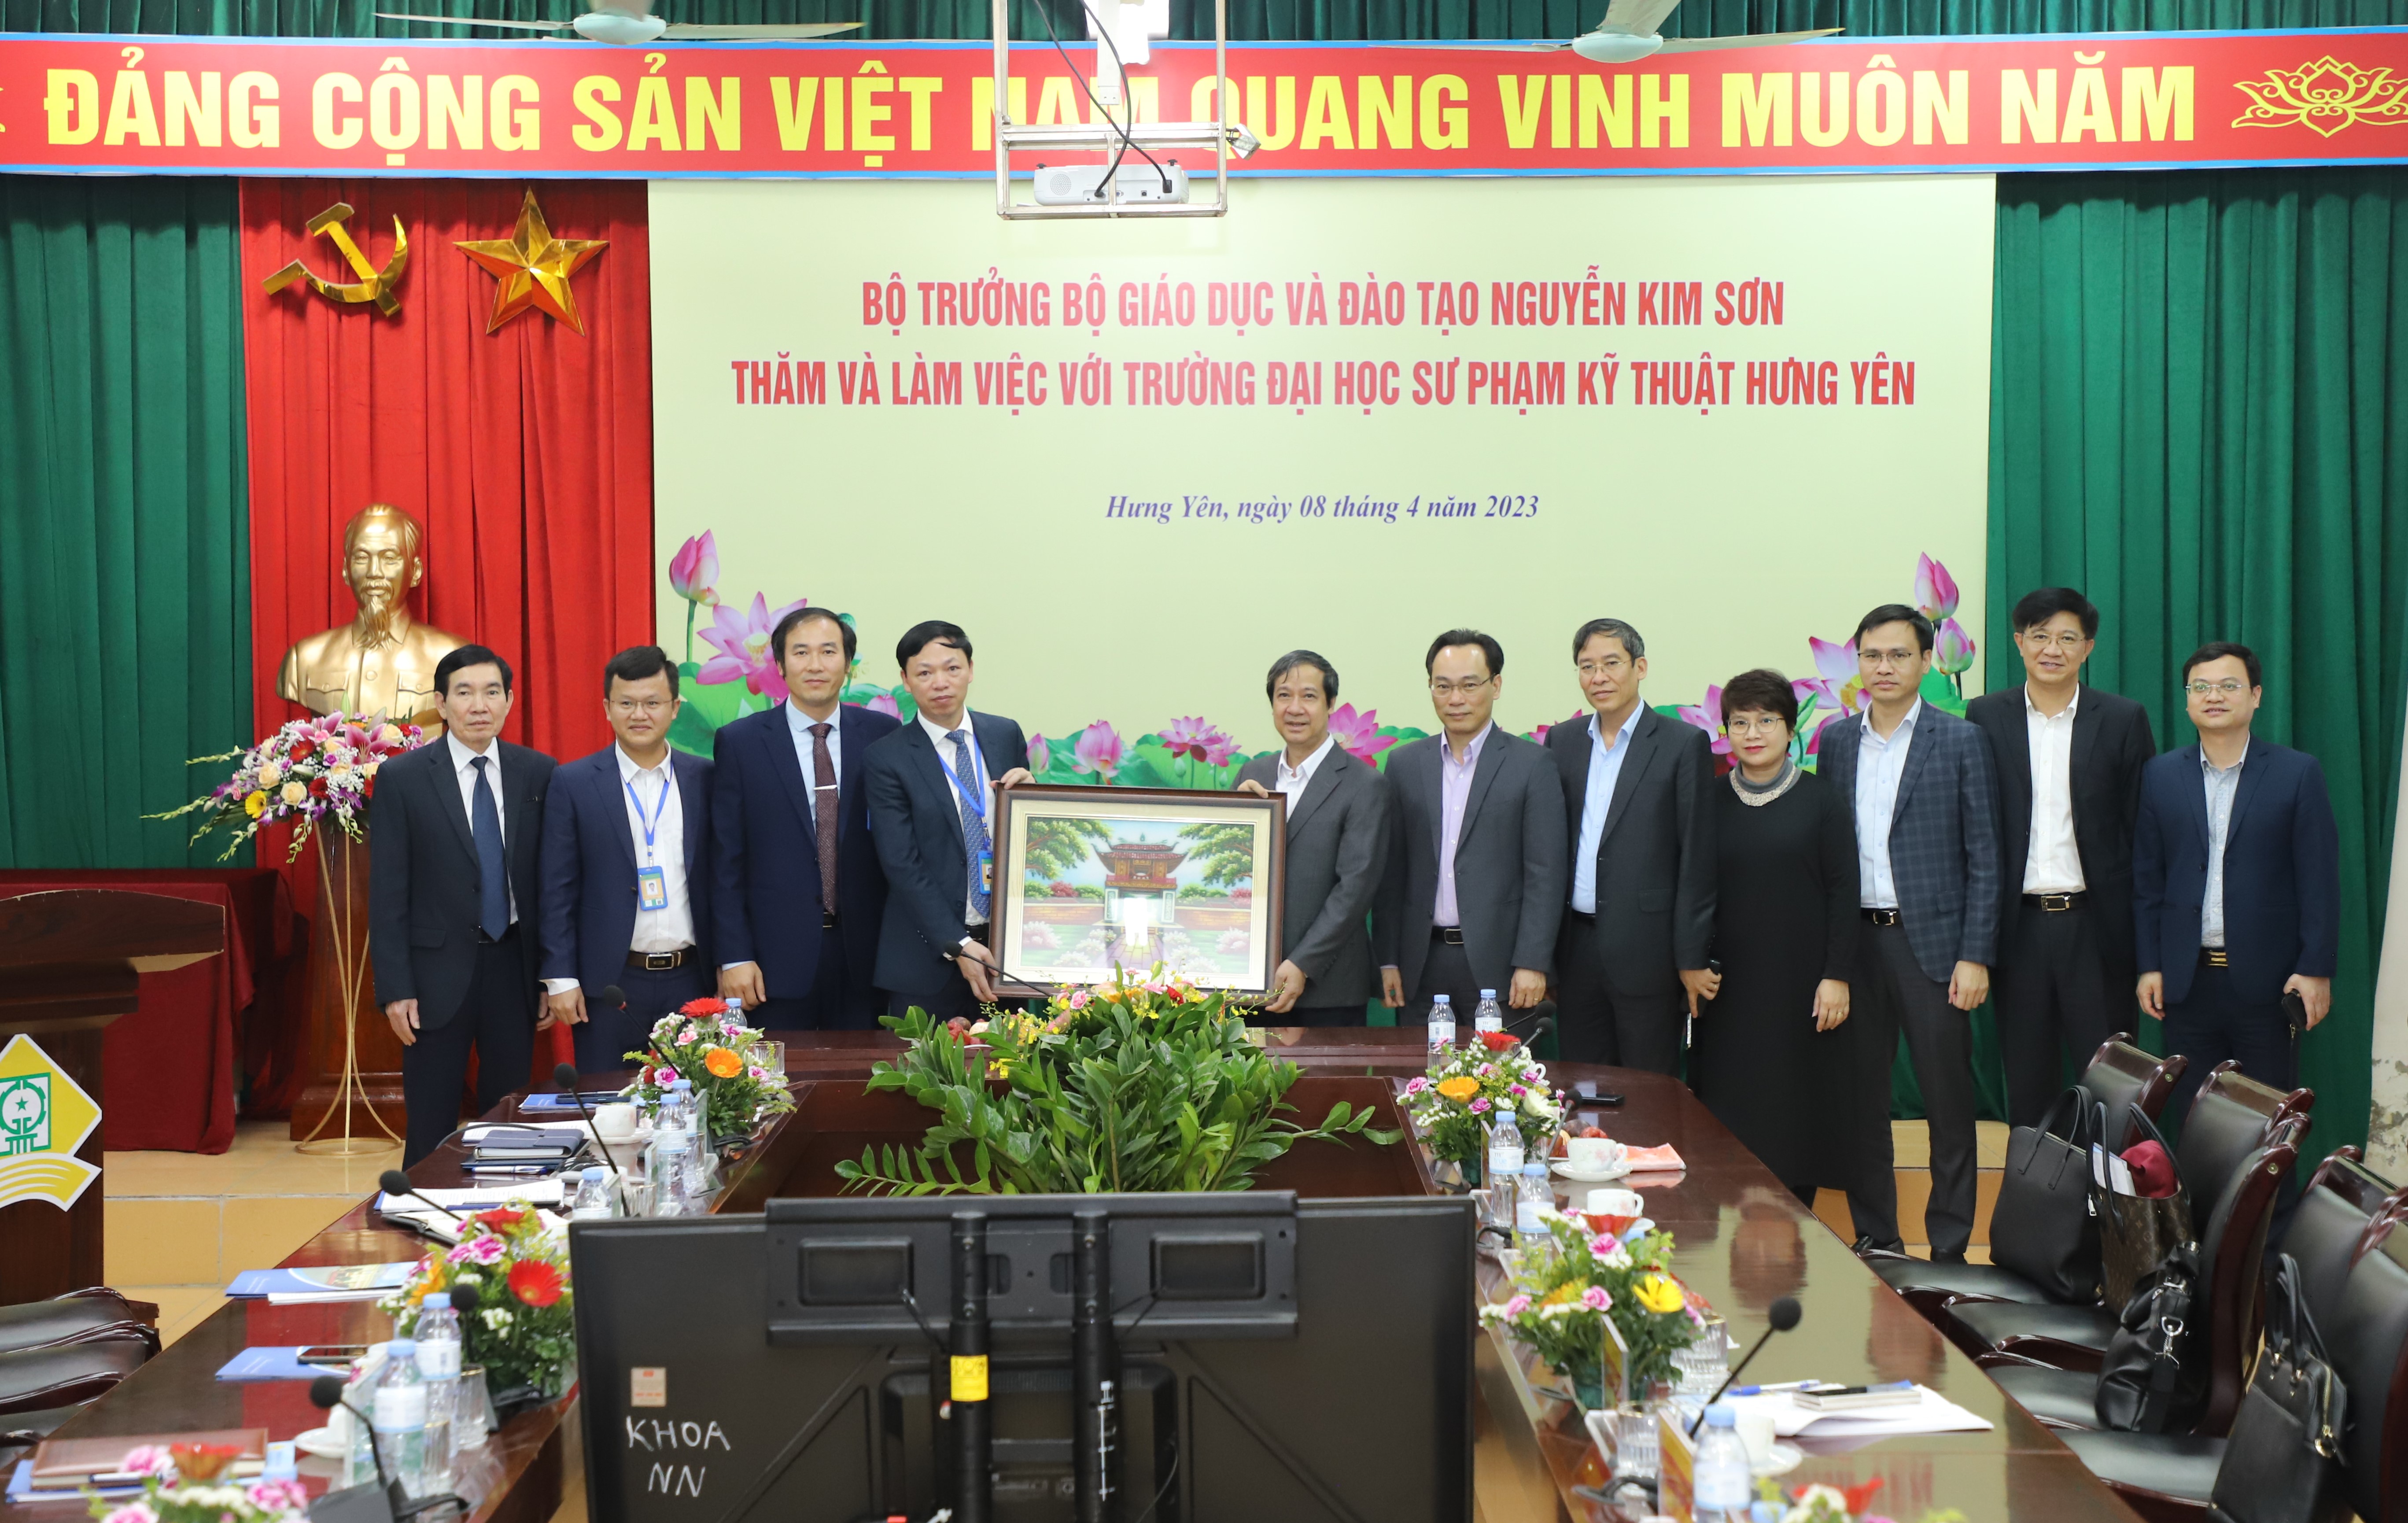 ĐẢNG CỘNG SẢN VIỆT NAM QUANG VINH MUÔN NĂM
BỘ TRƯỞNG BỘ GIÁO DỤC VÀ ĐÀO TẠO NGUYỄN KIM SƠN
THĂM VÀ LÀM VIỆC VỚI TRƯỜNG ĐẠI HỌC SƯ PHẠM KỸ THUẬT HƯNG YÊN
Hưng Yên, ngày 08 tháng 4 năm 2023
KHOA
NN